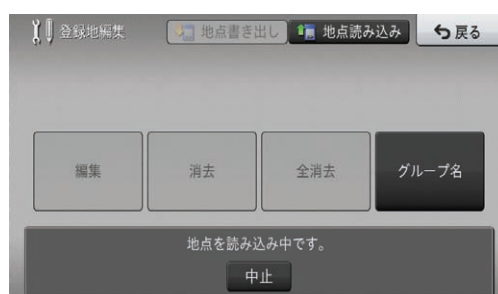 登録地編集 地点書き出し 地点読み込み 戻る
編集 消去 全消去 グループ名
地点を読み込み中です。
中止